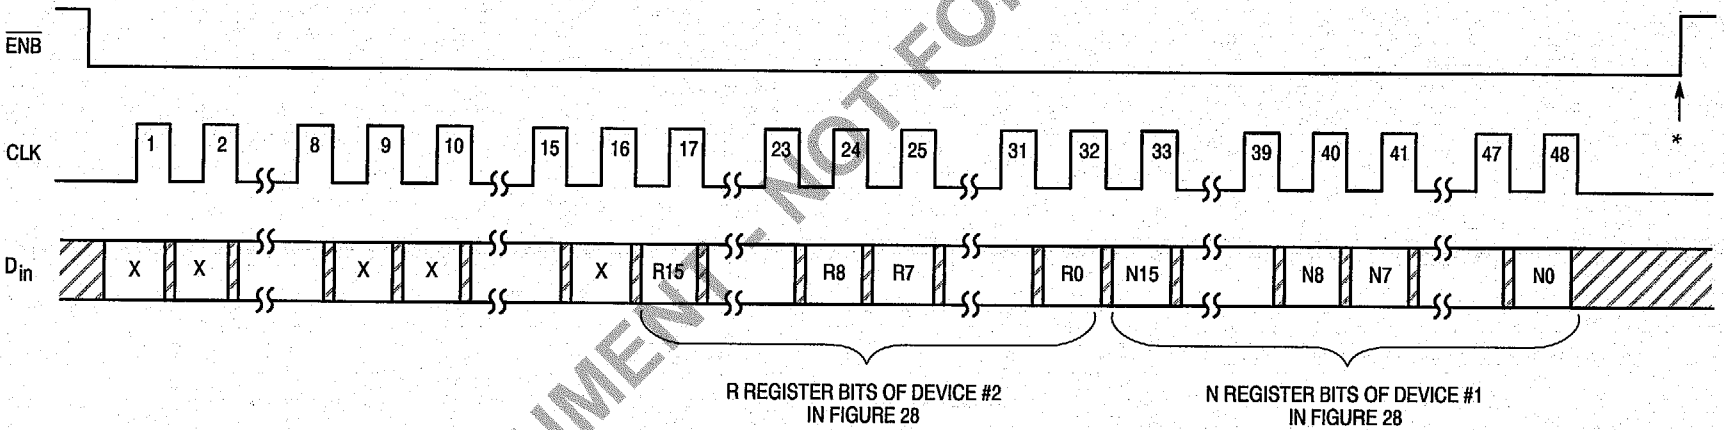 ENB
CLK
1 2 8 9 10 15 16 17 23 24 25 31 32 33 39 40 41 47 48
*
Din
X X X X X R15 R8 R7 R0 N15 N8 N7 N0
R REGISTER BITS OF DEVICE #2
IN FIGURE 28
N REGISTER BITS OF DEVICE #1
IN FIGURE 28
NOT FO